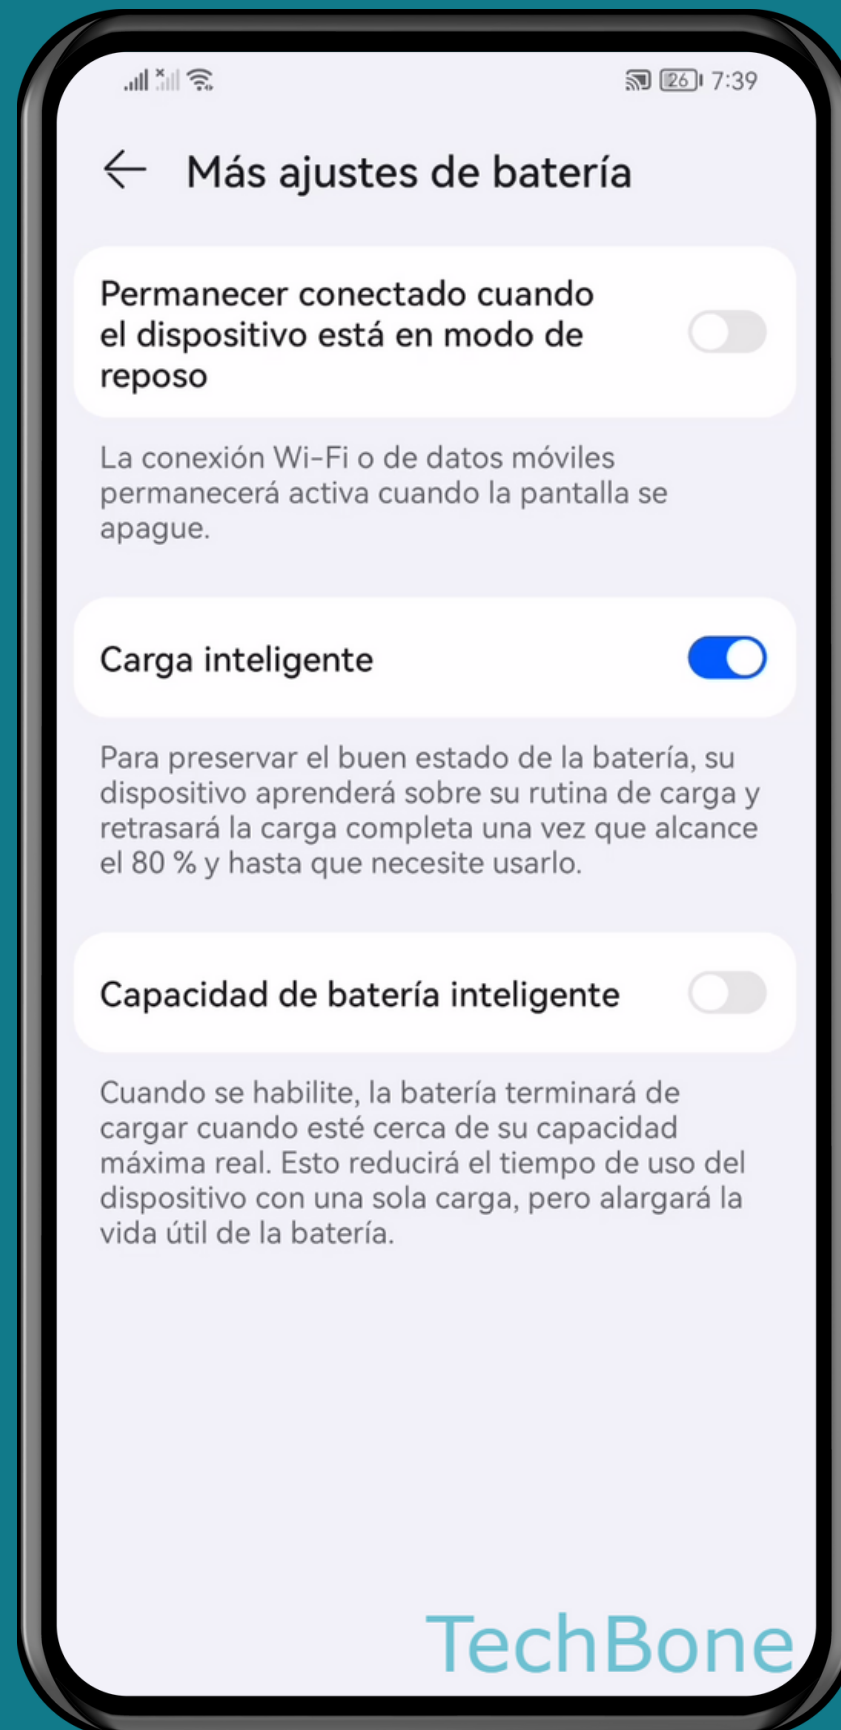 26 7:39
Más ajustes de batería
Permanecer conectado cuando
el dispositivo está en modo de
reposo
La conexión Wi-Fi o de datos móviles
permanecerá activa cuando la pantalla se
apague.
Carga inteligente
Para preservar el buen estado de la batería, su
dispositivo aprenderá sobre su rutina de carga y
retrasará la carga completa una vez que alcance
el 80 % y hasta que necesite usarlo.
Capacidad de batería inteligente
Cuando se habilite, la batería terminará de
cargar cuando esté cerca de su capacidad
máxima real. Esto reducirá el tiempo de uso del
dispositivo con una sola carga, pero alargará la
vida útil de la batería.
TechBone